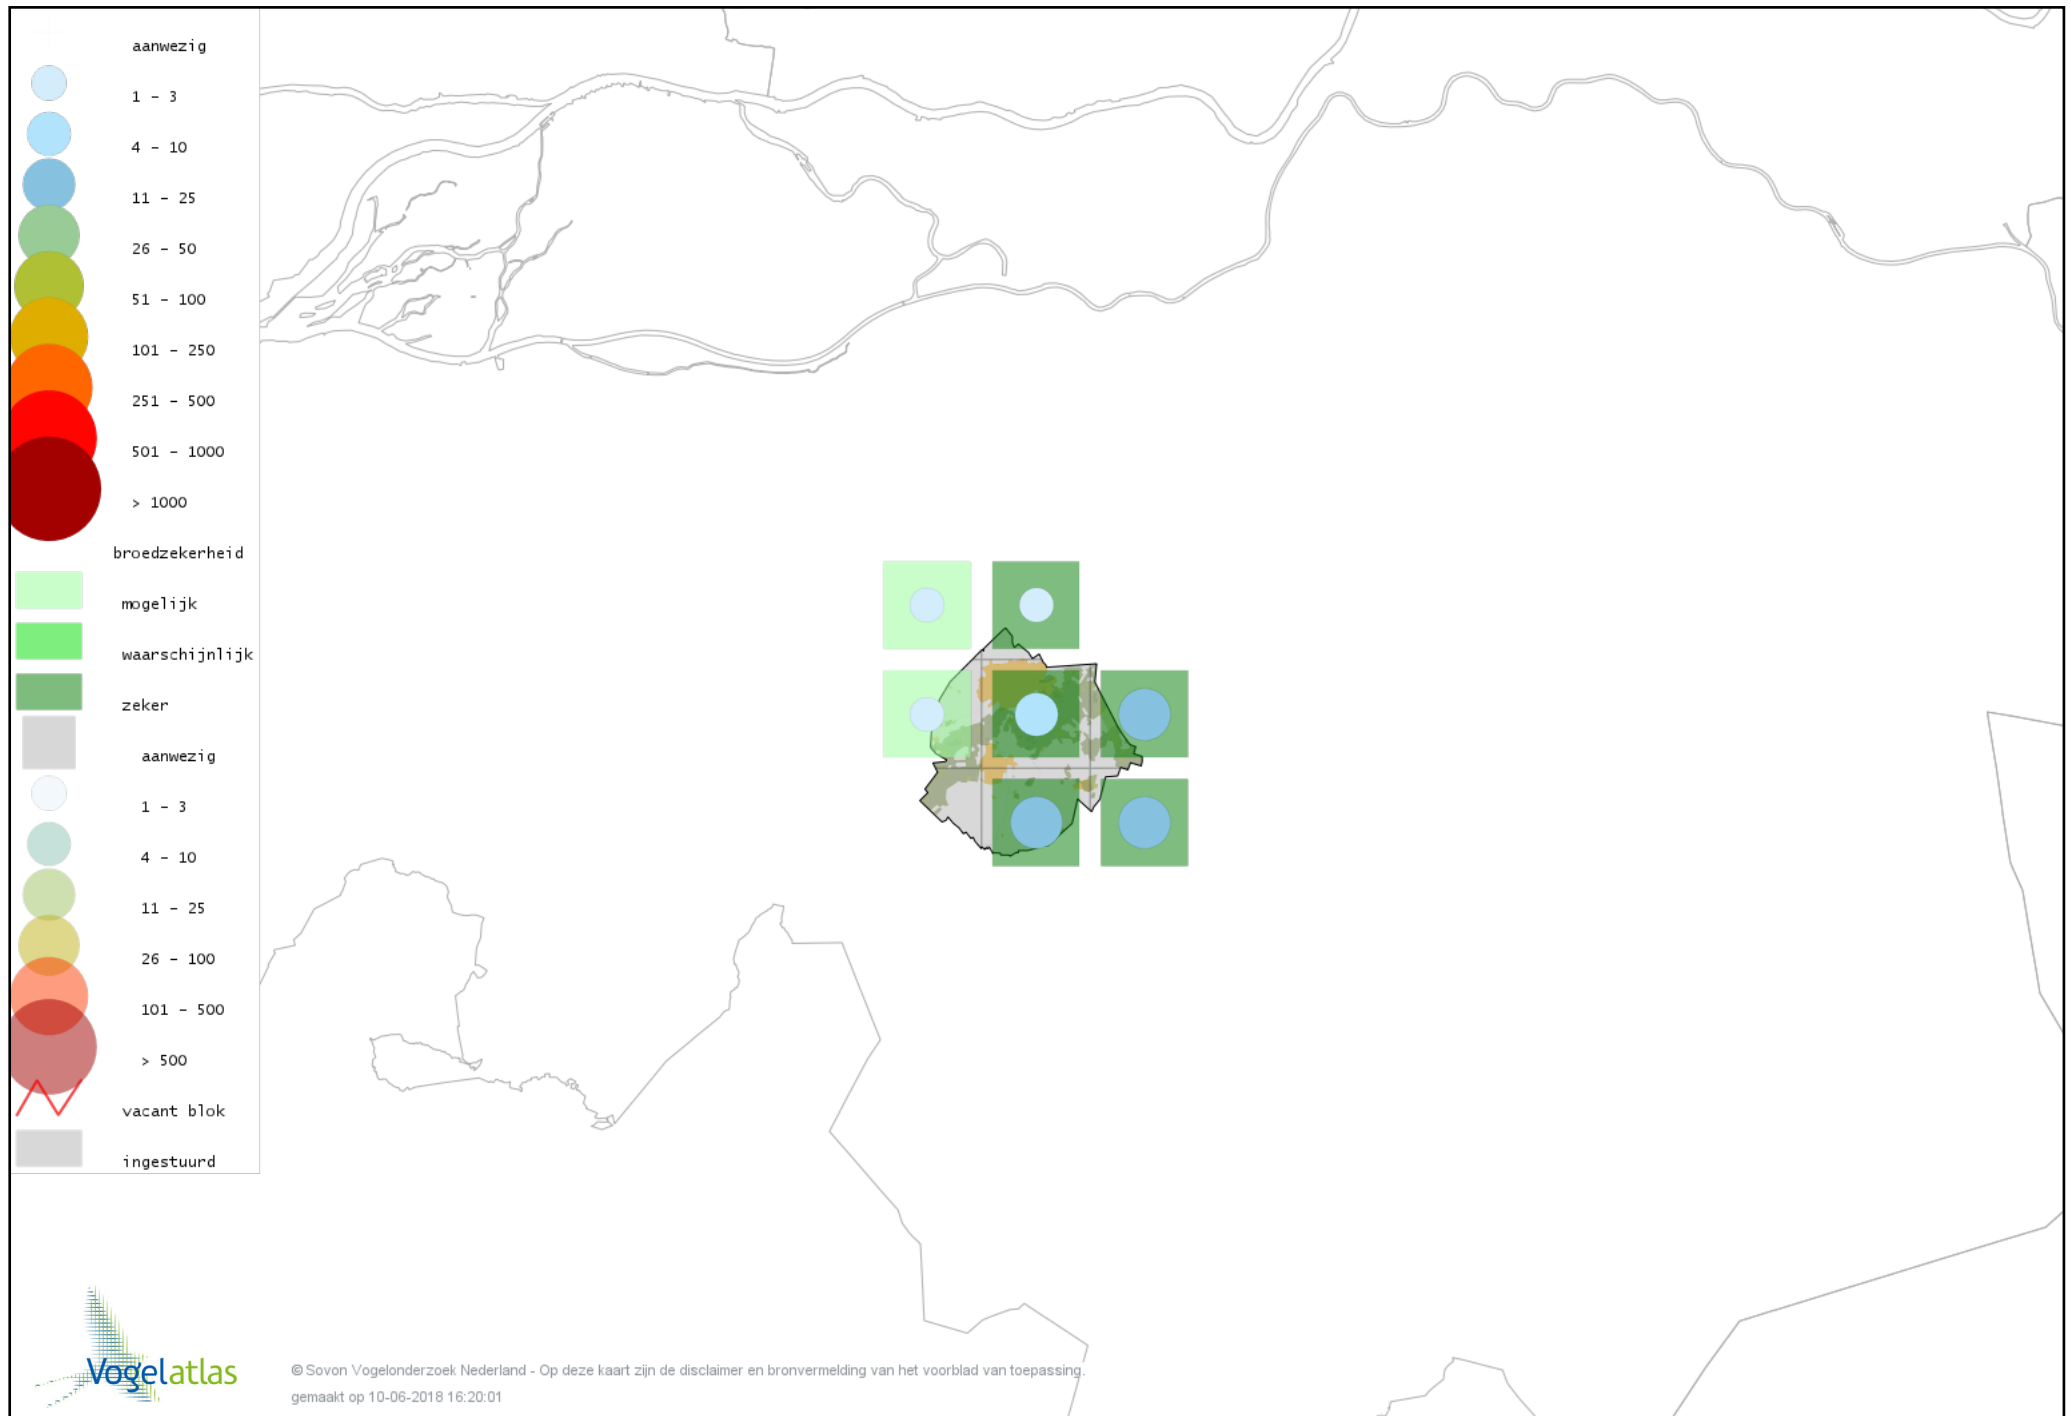 aanwezig
1 - 3
4 - 10
11 - 25
26 - 50
51 - 100
101 - 250
251 - 500
501 - 1000
> 1000
broedzekerheid
mogelijk
waarschijnlijk
zeker
aanwezig
1 - 3
4 - 10
11 - 25
26 - 100
101 - 500
> 500
vacant blok
ingestuurd
Vogelatlas
© Sovon Vogelonderzoek Nederland - Op deze kaart zijn de disclaimer en bronvermelding van het voorblad van toepassing.
gemaakt op 10-06-2018 16:20:01